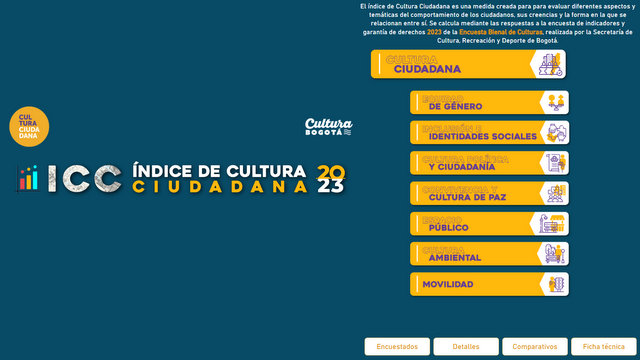 El índice de Cultura Ciudadana es una medida creada para para evaluar diferentes aspectos y
temáticas del comportamiento de los ciudadanos, sus creencias y la forma en la que se
relacionan entre sí. Se calcula mediante las respuestas a la encuesta de indicadores y
garantía de derechos 2023 de la Encuesta Bienal de Culturas, realizada por la Secretaría de
Cultura, Recreación y Deporte de Bogotá.
CULTURA
CIUDADANA
EQUIDAD
DE GÉNERO
INCLUSIÓN E
IDENTIDADES SOCIALES
CULTURA POLÍTICA
Y CIUDADANÍA
CONVIVENCIA Y
CULTURA DE PAZ
ESPACIO
PÚBLICO
CULTURA
AMBIENTAL
MOVILIDAD
CUL
TURA
CIUDA
DANA
Cultura
BOGOTÁ
ICC ÍNDICE DE CULTURA 20
CIUDADANA 23
Encuestados Detalles Comparativos Ficha técnica